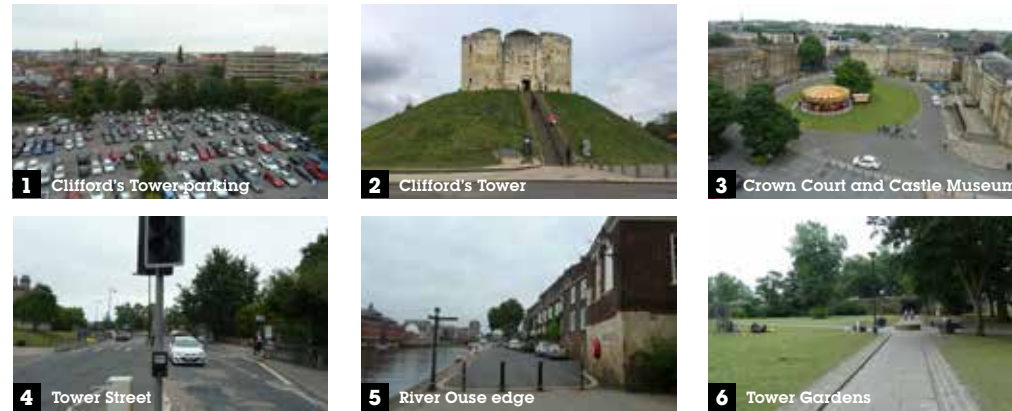 1 Clifford's Tower parking
2 Clifford's Tower
3 Crown Court and Castle Museum
4 Tower Street
5 River Ouse edge
6 Tower Gardens